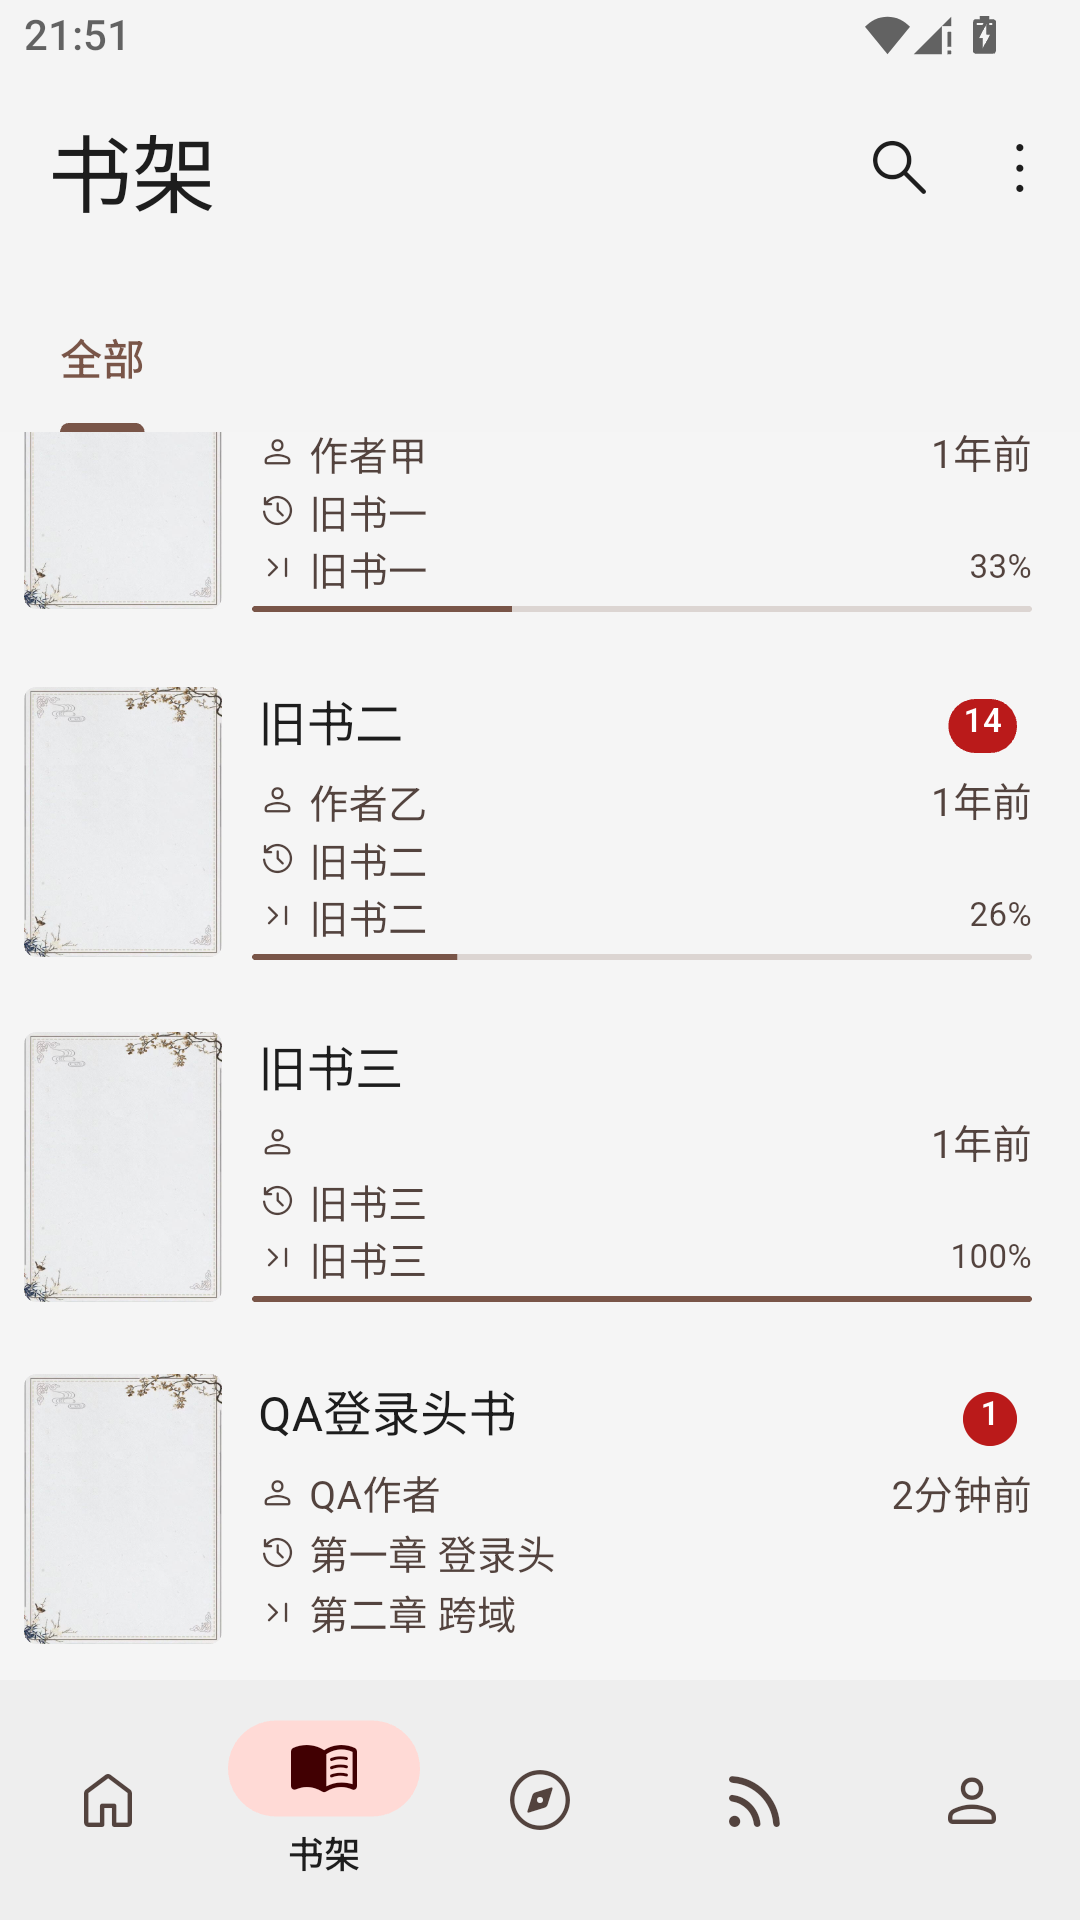 21:51
书架
全部
作者甲 1年前
旧书一
旧书一 33%
旧书二 14
作者乙 1年前
旧书二
旧书二 26%
旧书三
1年前
旧书三
旧书三 100%
QA登录头书 1
QA作者 2分钟前
第一章 登录头
第二章 跨域
书架